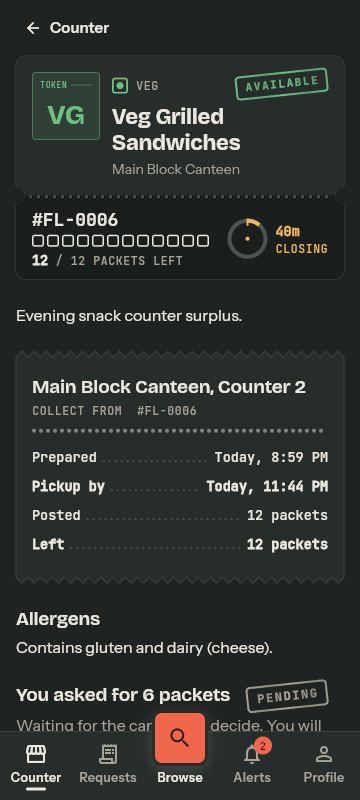 Counter
TOKEN
VG
VEG
AVAILABLE
Veg Grilled
Sandwiches
Main Block Canteen
#FL-0006
12 / 12 PACKETS LEFT
40m
CLOSING
Evening snack counter surplus.
Main Block Canteen, Counter 2
COLLECT FROM #FL-0006
Prepared Today, 8:59 PM
Pickup by Today, 11:44 PM
Posted 12 packets
Left 12 packets
Allergens
Contains gluten and dairy (cheese).
You asked for 6 packets
PENDING
Waiting for the decide. You will
2
Counter
Requests
Browse
Alerts
Profile